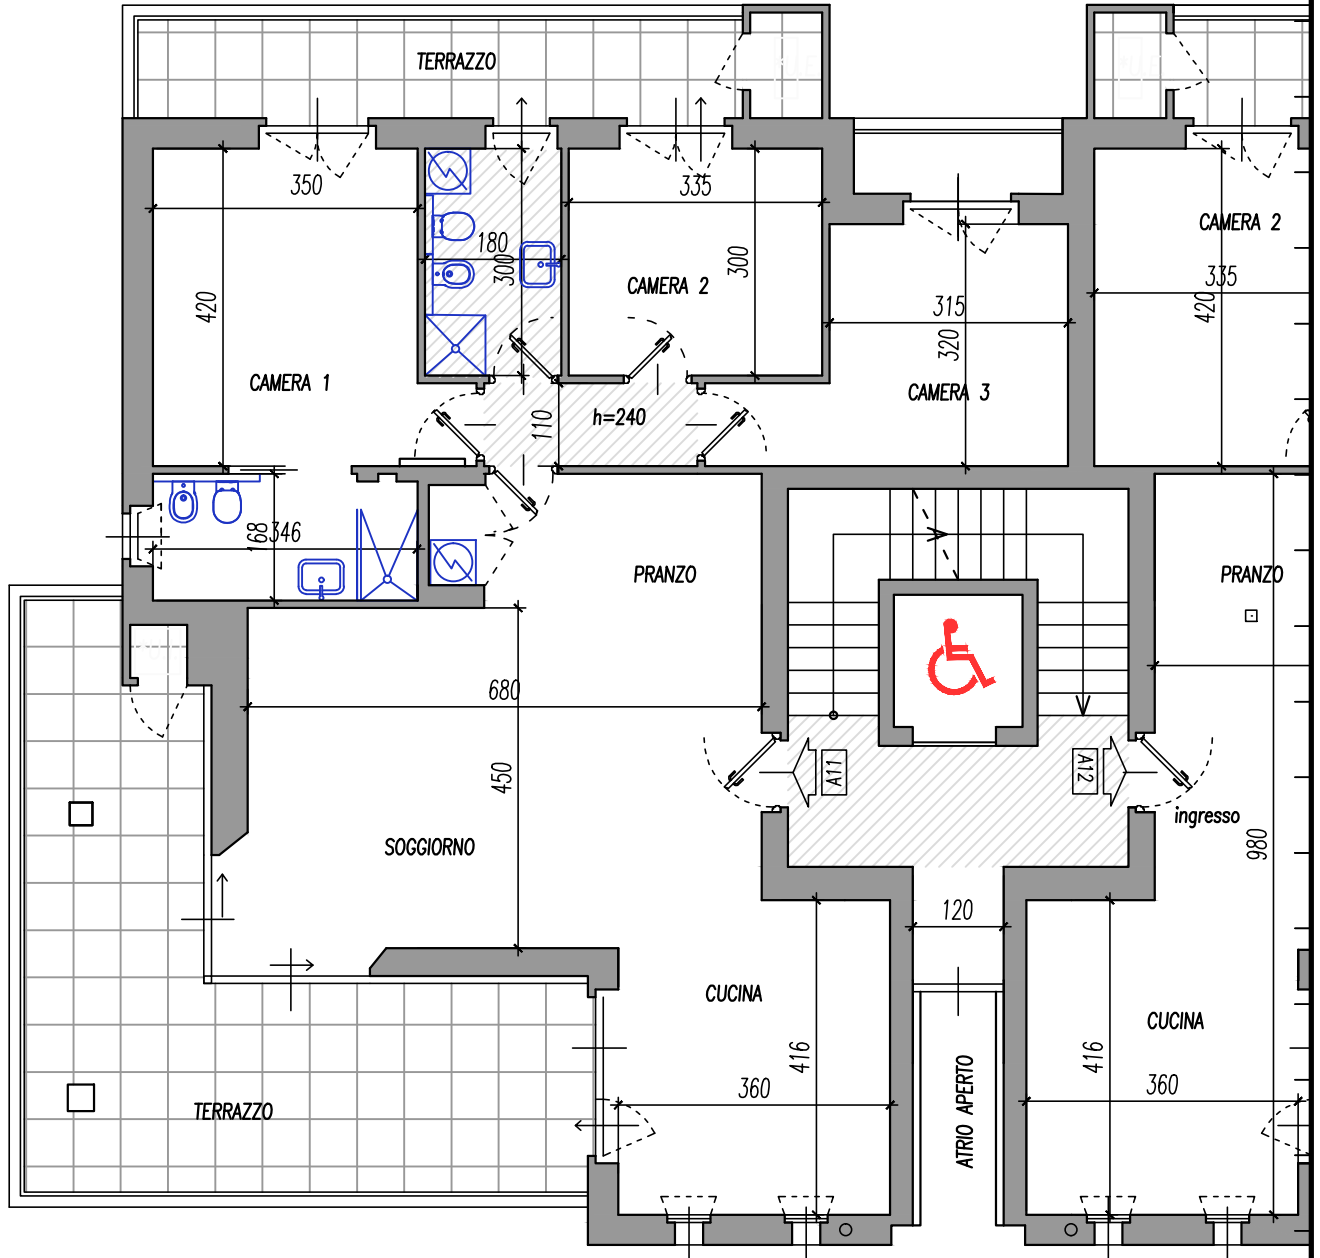 TERRAZZO
350
335
180
300
300
420
CAMERA 2
CAMERA 2
335
420
315
320
CAMERA 1
CAMERA 3
h=240
110
346
168
PRANZO
PRANZO
680
450
A11
A12
ingresso
SOGGIORNO
980
120
CUCINA
CUCINA
416
416
360
360
ATRIO APERTO
TERRAZZO